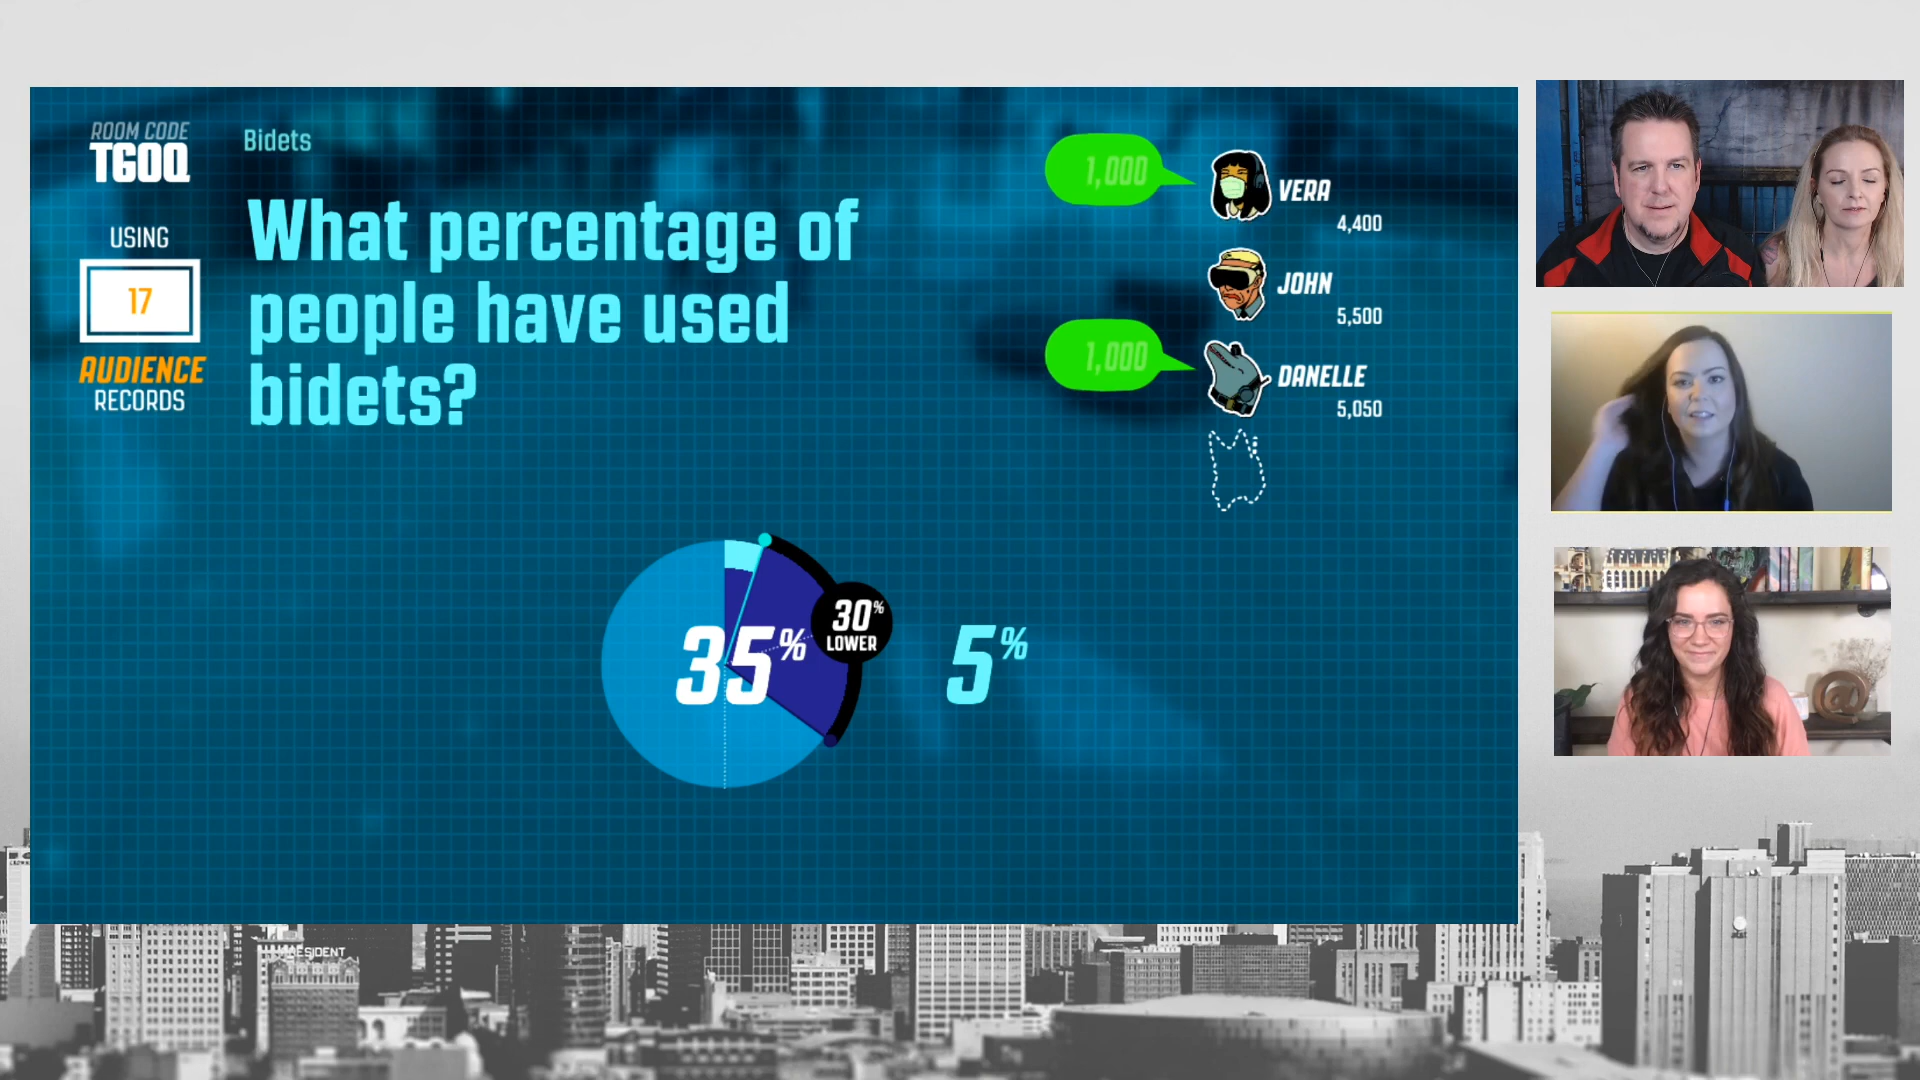 ROOM CODE
T6OQ
USING
17
AUDIENCE
RECORDS
Bidets
What percentage of
people have used
bidets?
1,000
VERA
4,400
JOHN
5,500
1,000
DANELLE
5,050
35%
30%
LOWER
5%